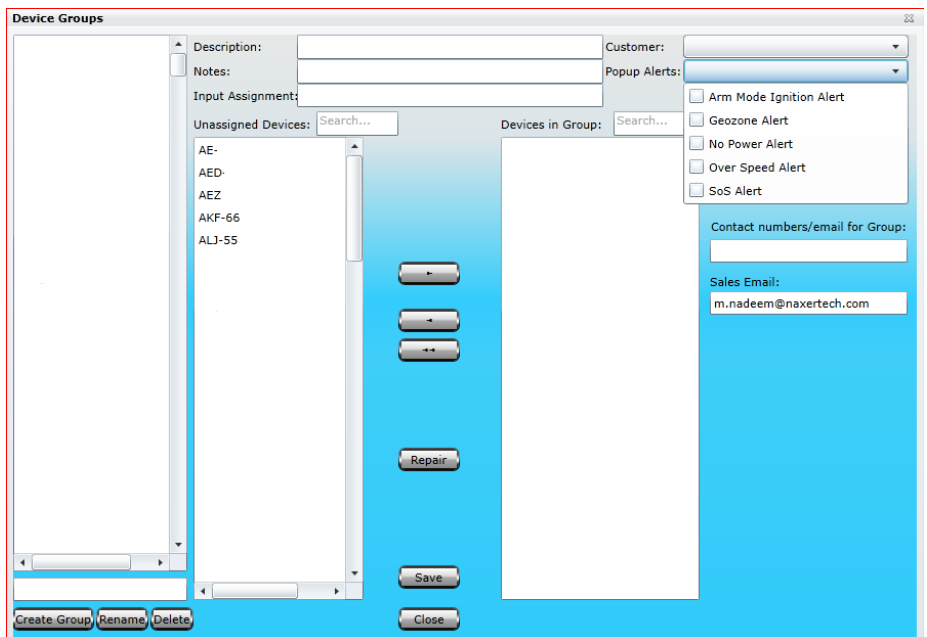 Device Groups
Description:
Customer:
Notes:
Popup Alerts:
Input Assignment:
Arm Mode Ignition Alert
Geozone Alert
No Power Alert
Over Speed Alert
SoS Alert
Unassigned Devices:
Search...
Devices in Group:
Search...
AE-
AED-
AEZ
AKF-66
ALJ-55
Contact numbers/email for Group:
Sales Email:
m.nadeem@naxertech.com
Repair
Save
Create Group
Rename
Delete
Close